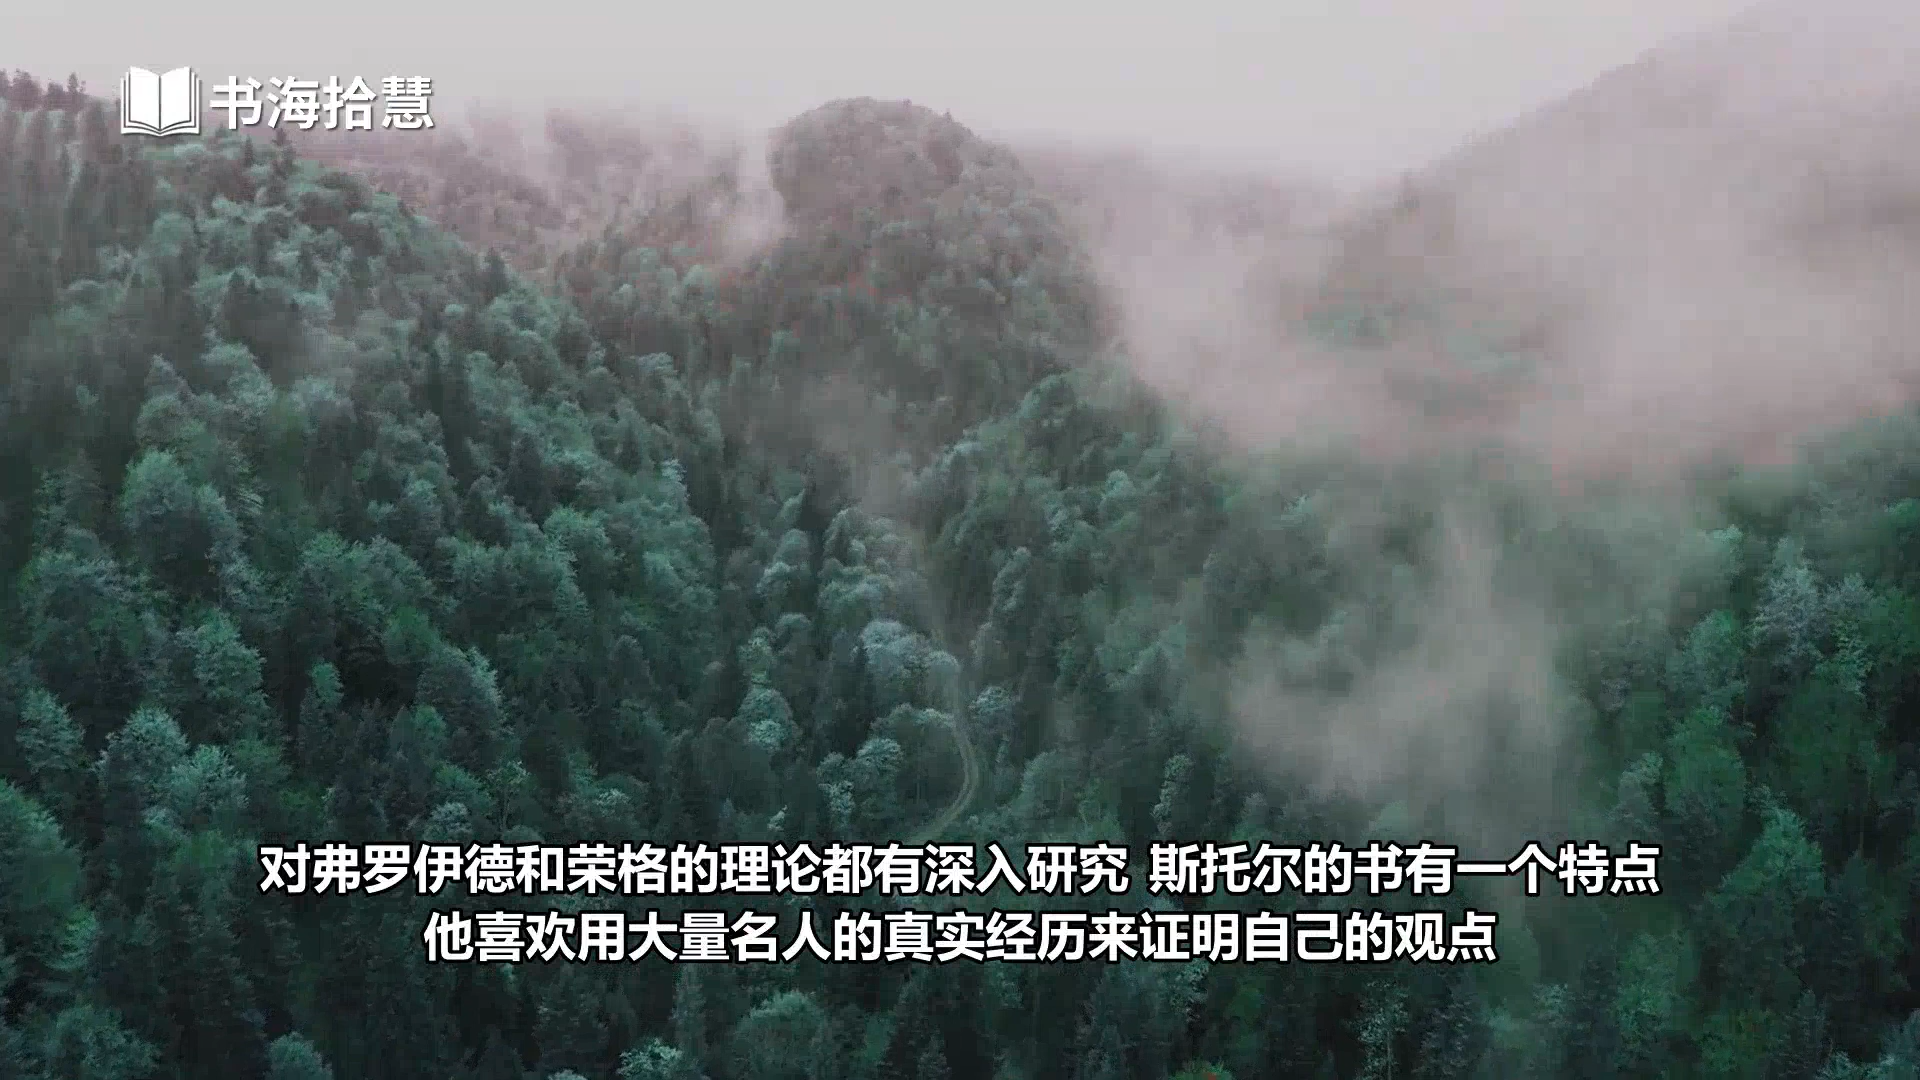 书海拾慧
对弗罗伊德和荣格的理论都有深入研究 斯托尔的书有一个特点
他喜欢用大量名人的真实经历来证明自己的观点